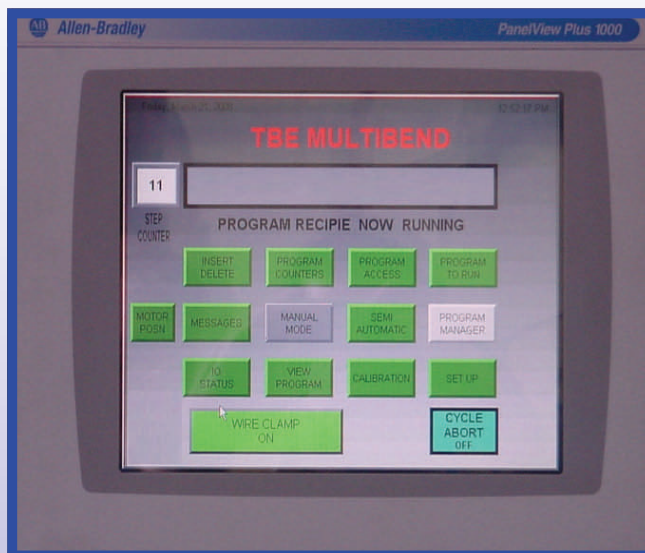 AB Allen-Bradley
PanelView Plus 1000
TBE MULTIBEND
11
STEP
COUNTER
PROGRAM RECIPIE NOW RUNNING
INSERT
DELETE
PROGRAM
COUNTERS
PROGRAM
ACCESS
PROGRAM
TO RUN
MOTOR
POSN
MESSAGES
MANUAL
MODE
SEMI
AUTOMATIC
PROGRAM
MANAGER
IO
STATUS
VIEW
PROGRAM
CALIBRATION
SET UP
WIRE CLAMP
ON
CYCLE
ABORT
OFF